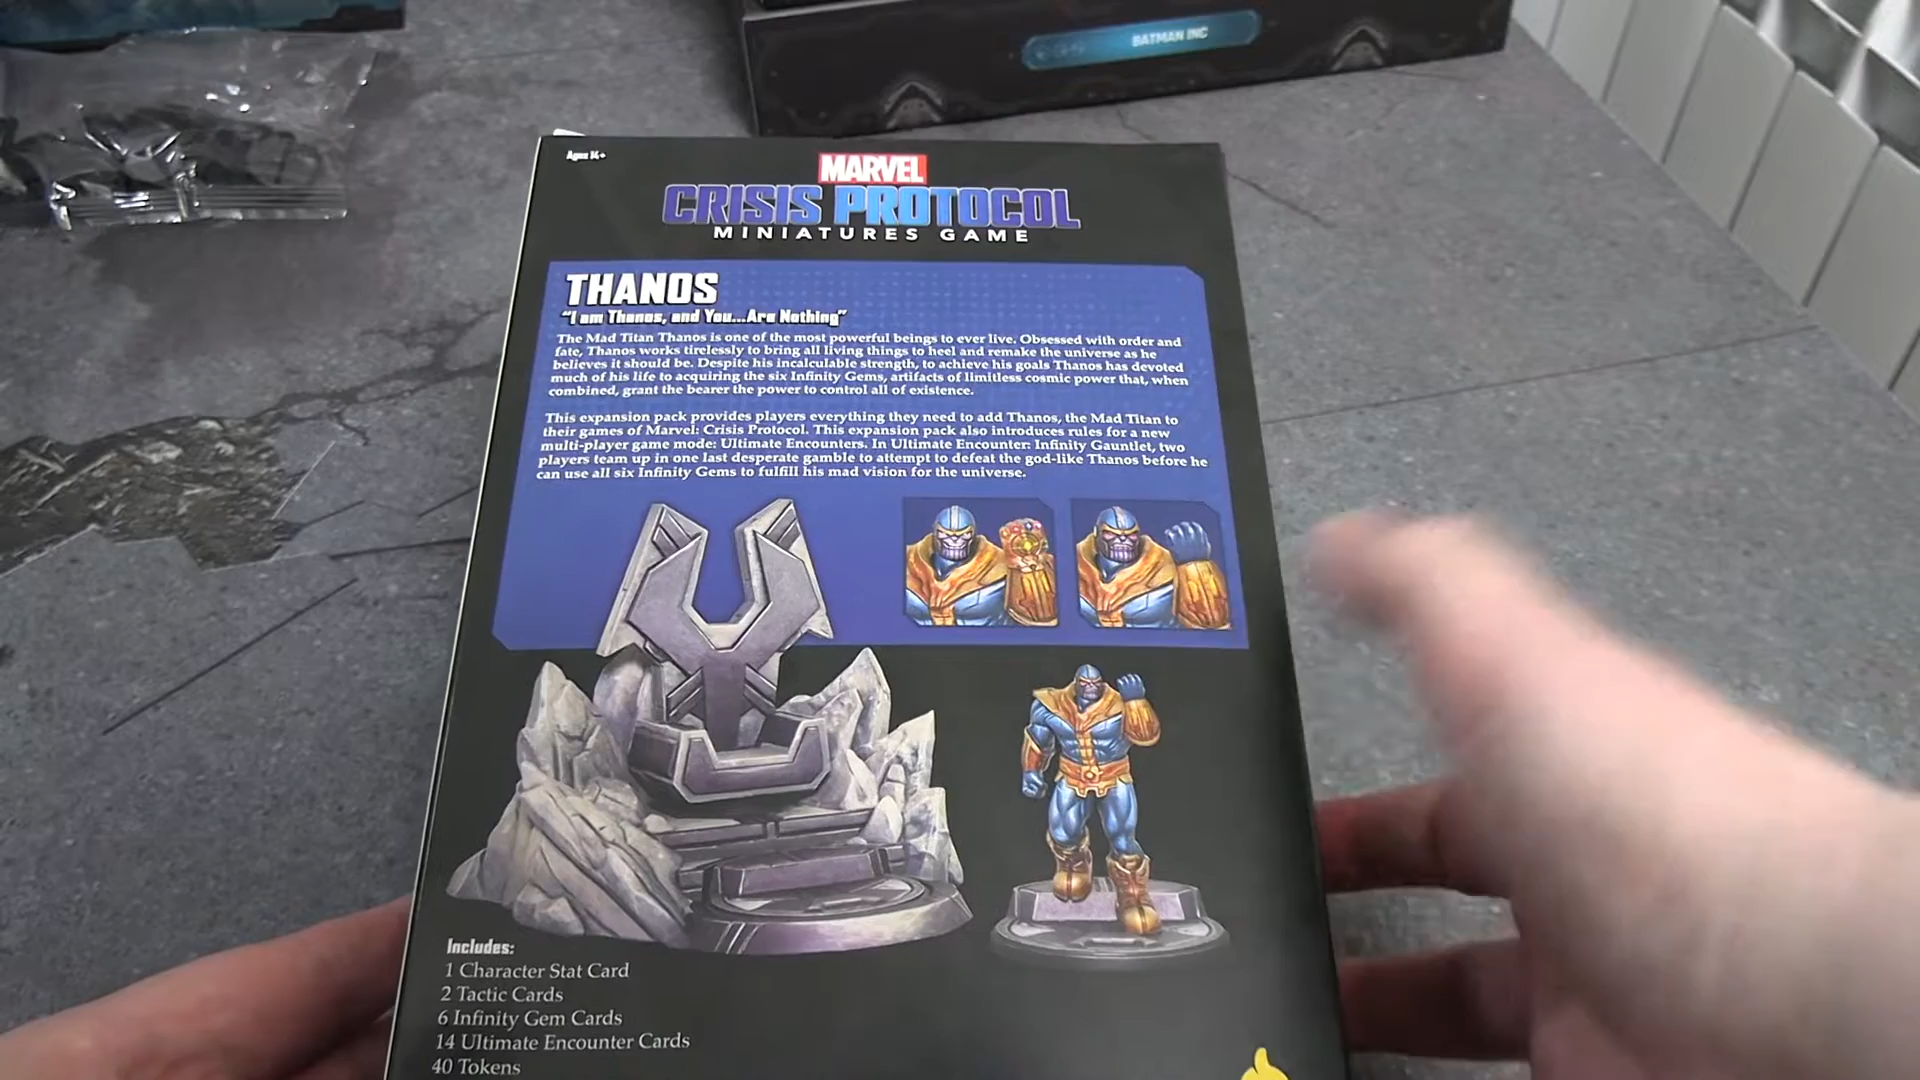 BATMAN INC
Ages 14+
MARVEL
CRISIS PROTOCOL
MINIATURES GAME
THANOS
"I am Thanos, and You...Are Nothing"
The Mad Titan Thanos is one of the most powerful beings to ever live. Obsessed with order and
fate, Thanos works tirelessly to bring all living things to heel and remake the universe as he
believes it should be. Despite his incalculable strength, to achieve his goals Thanos has devoted
much of his life to acquiring the six Infinity Gems, artifacts of limitless cosmic power that, when
combined, grant the bearer the power to control all of existence.
This expansion pack provides players everything they need to add Thanos, the Mad Titan to
their games of Marvel: Crisis Protocol. This expansion pack also introduces rules for a new
multi-player game mode: Ultimate Encounters. In Ultimate Encounter: Infinity Gauntlet, two
players team up in one last desperate gamble to attempt to defeat the god-like Thanos before he
can use all six Infinity Gems to fulfill his mad vision for the universe.
Includes:
1 Character Stat Card
2 Tactic Cards
6 Infinity Gem Cards
14 Ultimate Encounter Cards
40 Tokens